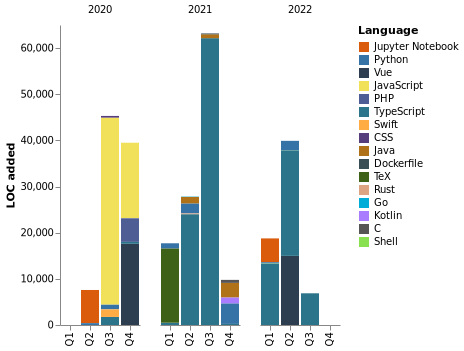 2020 2021 2022
LOC added
60,000
50,000
40,000
30,000
20,000
10,000
0
Q1 Q2 Q3 Q4 Q1 Q2 Q3 Q4 Q1 Q2 Q3 Q4
Language
Jupyter Notebook
Python
Vue
JavaScript
PHP
TypeScript
Swift
CSS
Java
Dockerfile
TeX
Rust
Go
Kotlin
C
Shell